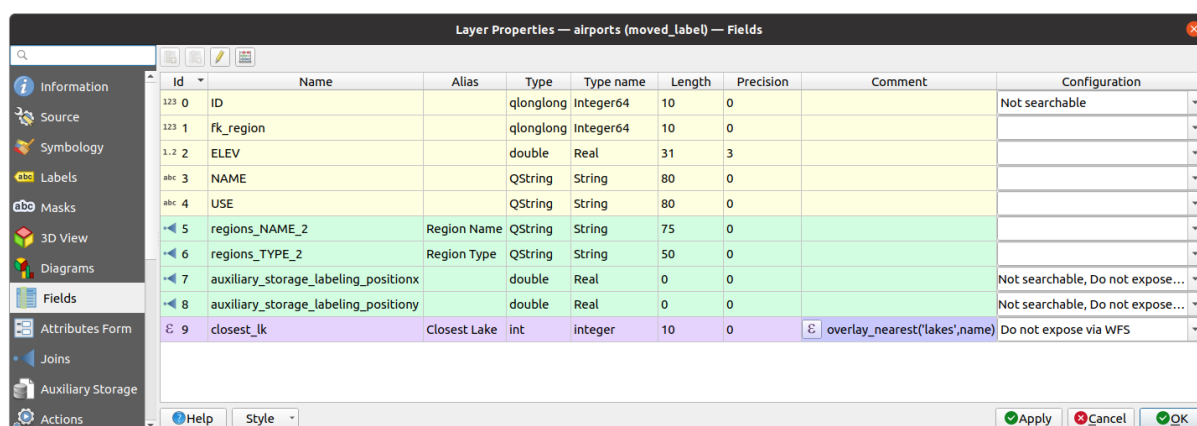 Layer Properties — airports (moved_label) — Fields
Information
Source
Symbology
abc Labels
abc Masks
3D View
Diagrams
Fields
Attributes Form
Joins
Auxiliary Storage
Actions
Id Name Alias Type Type name Length Precision Comment Configuration
123 0 ID qlonglong Integer64 10 0 Not searchable
123 1 fk_region qlonglong Integer64 10 0
1.2 2 ELEV double Real 31 3
abc 3 NAME QString String 80 0
abc 4 USE QString String 80 0
5 regions_NAME_2 Region Name QString String 75 0
6 regions_TYPE_2 Region Type QString String 50 0
7 auxiliary_storage_labeling_positionx double Real 0 0 Not searchable, Do not expose...
8 auxiliary_storage_labeling_positiony double Real 0 0 Not searchable, Do not expose...
ε 9 closest_lk Closest Lake int integer 10 0 ε overlay_nearest('lakes',name) Do not expose via WFS
Help Style Apply Cancel OK